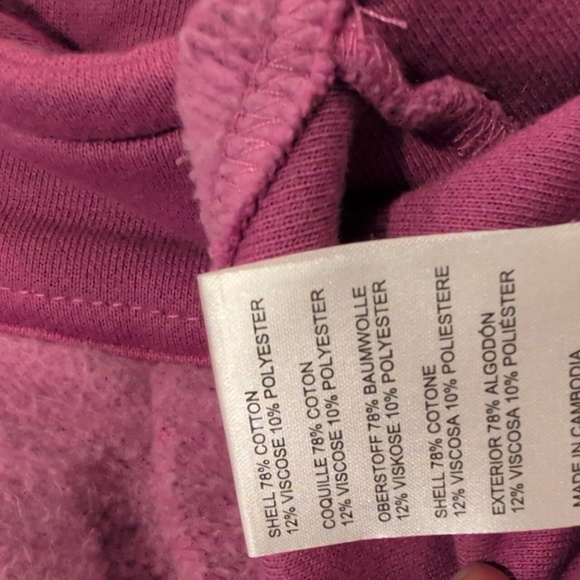 SHELL 78% COTTON
12% VISCOSE 10% POLYESTER
COQUILLE 78% COTON
12% VISCOSE 10% POLYESTER
OBERSTOFF 78% BAUMWOLLE
12% VISKOSE 10% POLYESTER
SHELL 78% COTONE
12% VISCOSA 10% POLIESTERE
EXTERIOR 78% ALGODÓN
12% VISCOSA 10% POLIÉSTER
MADE IN CAMBODIA